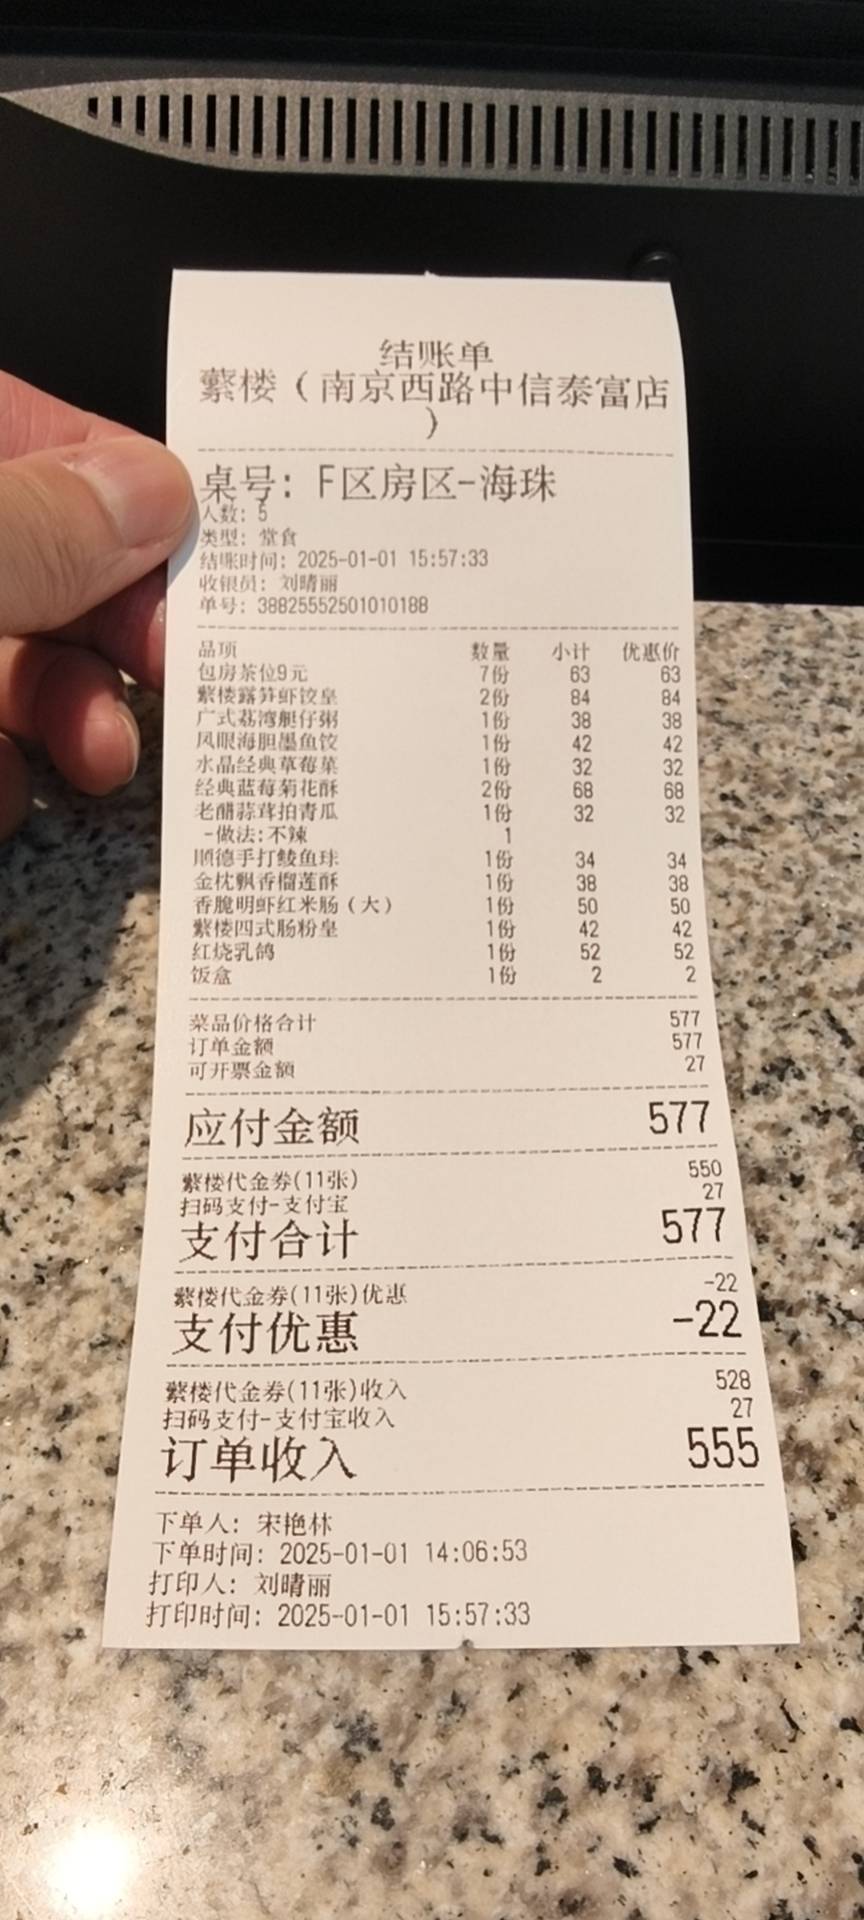 结账单
蘩楼（南京西路中信泰富店
）
桌号: F区房区-海珠
人数: 5
类型: 堂食
结账时间: 2025-01-01 15:57:33
收银员: 刘晴丽
单号: 38825552501010188
品项 数量 小计 优惠价
包房茶位9元 7份 63 63
蘩楼露笋虾饺皇 2份 84 84
广式荔湾艇仔粥 1份 38 38
凤眼海胆墨鱼饺 1份 42 42
水晶经典草莓菓 1份 32 32
经典蓝莓菊花酥 2份 68 68
老醋蒜茸拍青瓜 1份 32 32
-做法:不辣 1
顺德手打鲮鱼球 1份 34 34
金枕飘香榴莲酥 1份 38 38
香脆明虾红米肠（大） 1份 50 50
蘩楼四式肠粉皇 1份 42 42
红烧乳鸽 1份 52 52
饭盒 1份 2 2
菜品价格合计 577
订单金额 577
可开票金额 27
应付金额 577
蘩楼代金券(11张) 550
扫码支付-支付宝 27
支付合计 577
蘩楼代金券(11张)优惠 -22
支付优惠 -22
蘩楼代金券(11张)收入 528
扫码支付-支付宝收入 27
订单收入 555
下单人: 宋艳林
下单时间: 2025-01-01 14:06:53
打印人: 刘晴丽
打印时间: 2025-01-01 15:57:33